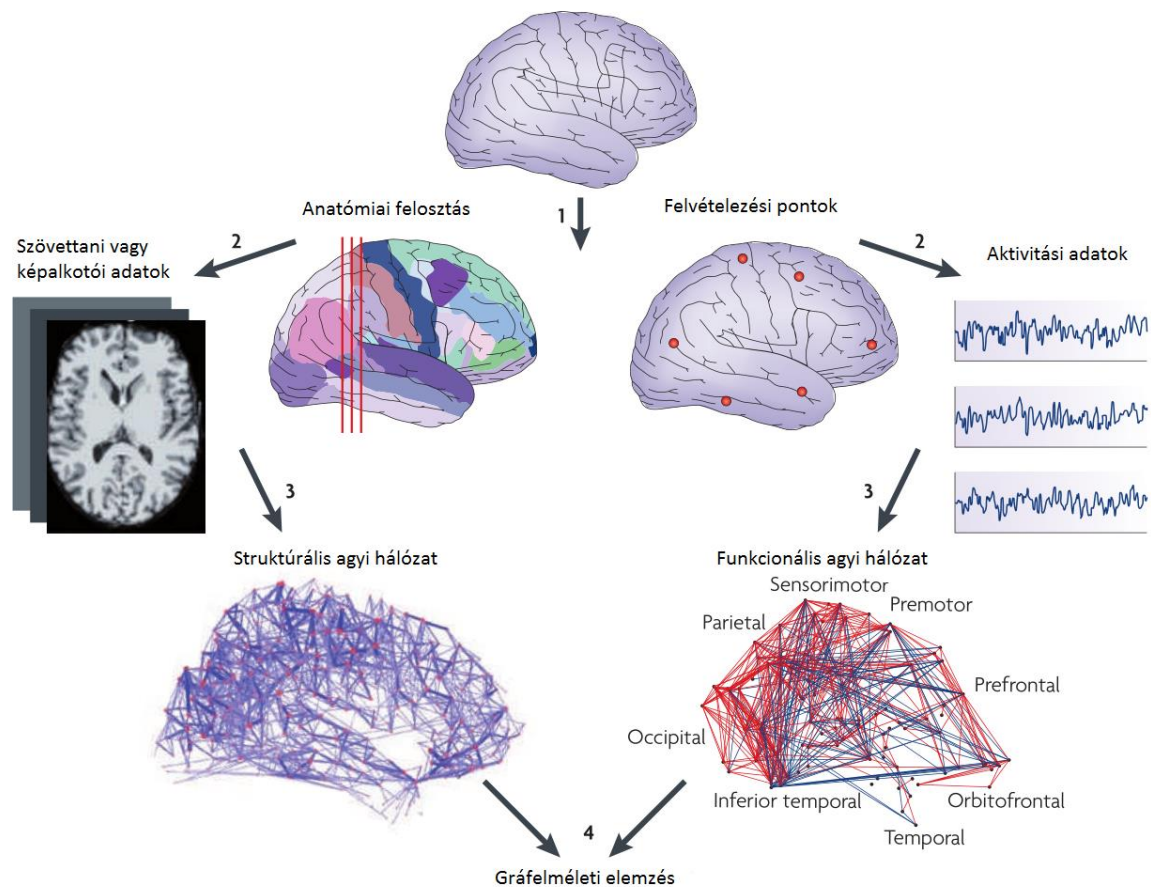 Anatómiai felosztás
1
Felvételezési pontok
2
Szövettani vagy
képalkotói adatok
2
Aktivitási adatok
3
3
Struktúrális agyi hálózat
Funkcionális agyi hálózat
Sensorimotor
Premotor
Parietal
Prefrontal
Occipital
Inferior temporal
Orbitofrontal
Temporal
4
Gráfelméleti elemzés